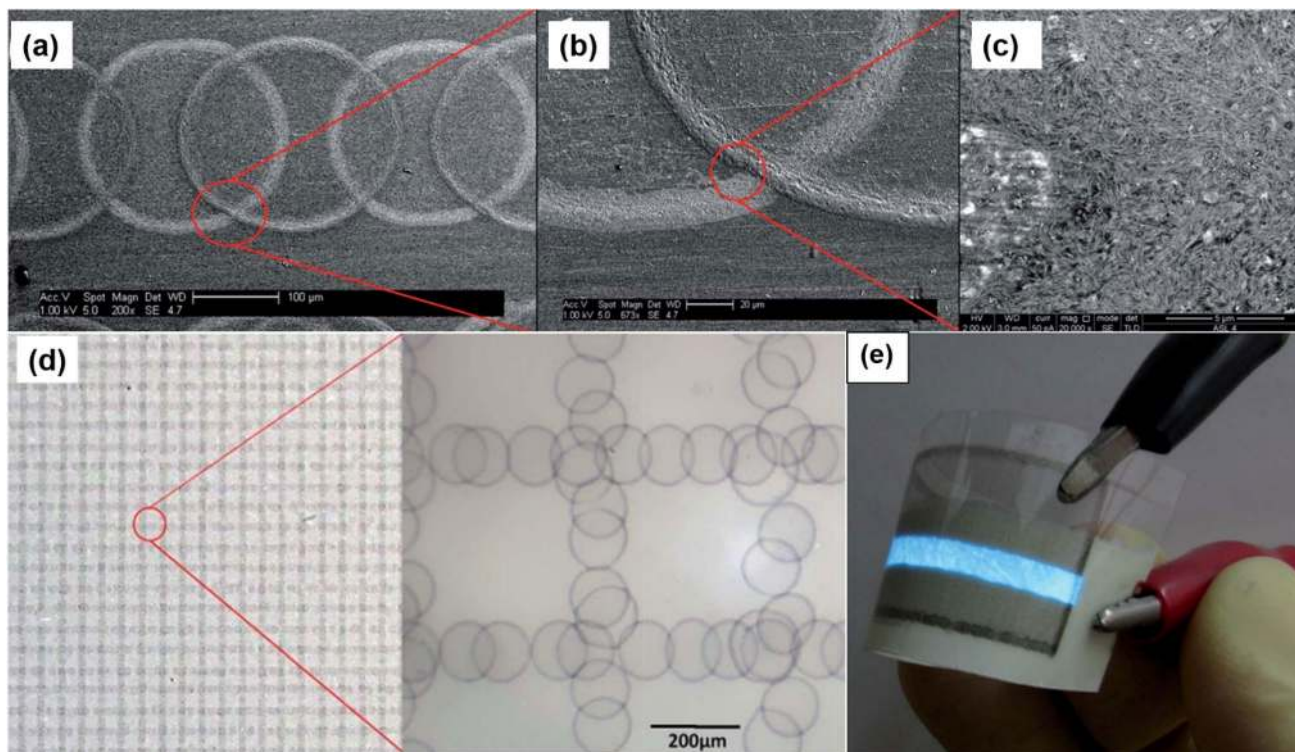 (a)
(b)
(c)
Acc.V Spot Magn Det WD 100 µm
1.00 kV 5.0 200x SE 4.7
Acc.V Spot Magn Det WD 20 µm
1.00 kV 5.0 673x SE 4.7
HV WD curr mag mode det 5 µm
2.00 kV 3.0 mm 50 pA 20 000 x SE TLD ASL 4
(d)
(e)
200µm